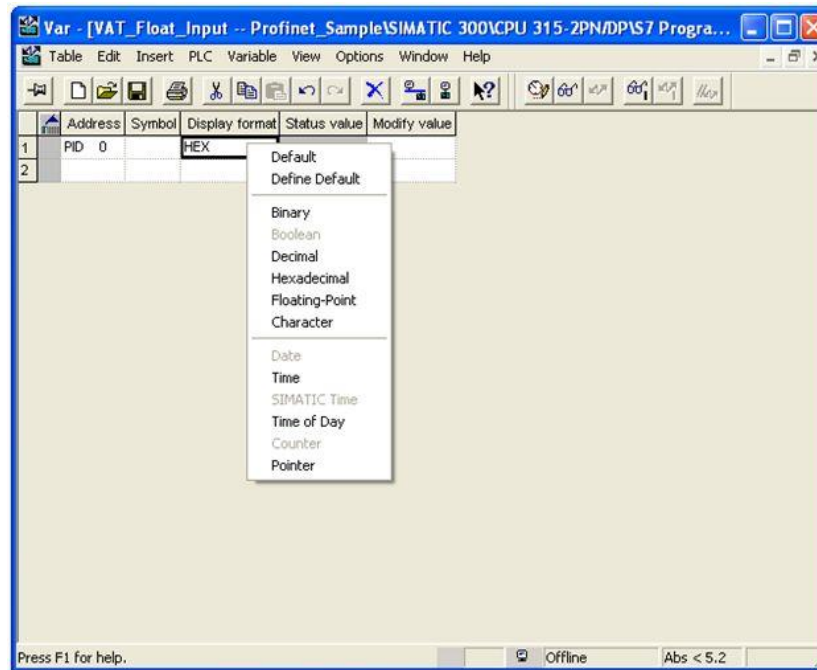 Var - [VAT_Float_Input -- Profinet_Sample\SIMATIC 300\CPU 315-2PN/DP\S7 Progra...
Table Edit Insert PLC Variable View Options Window Help
Address Symbol Display format Status value Modify value
1 PID 0 HEX
2
Default
Define Default
Binary
Boolean
Decimal
Hexadecimal
Floating-Point
Character
Date
Time
SIMATIC Time
Time of Day
Counter
Pointer
Press F1 for help. Offline Abs < 5.2